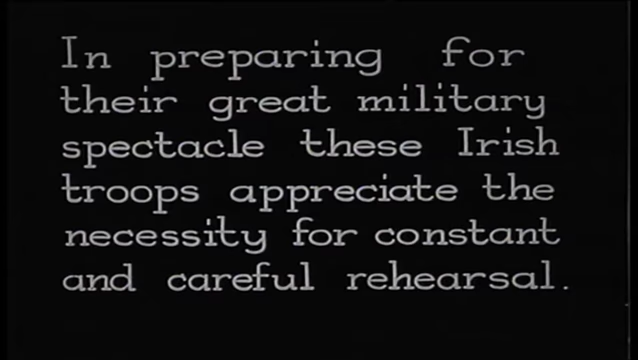 In preparing for
their great military
spectacle these Irish
troops appreciate the
necessity for constant
and careful rehearsal.